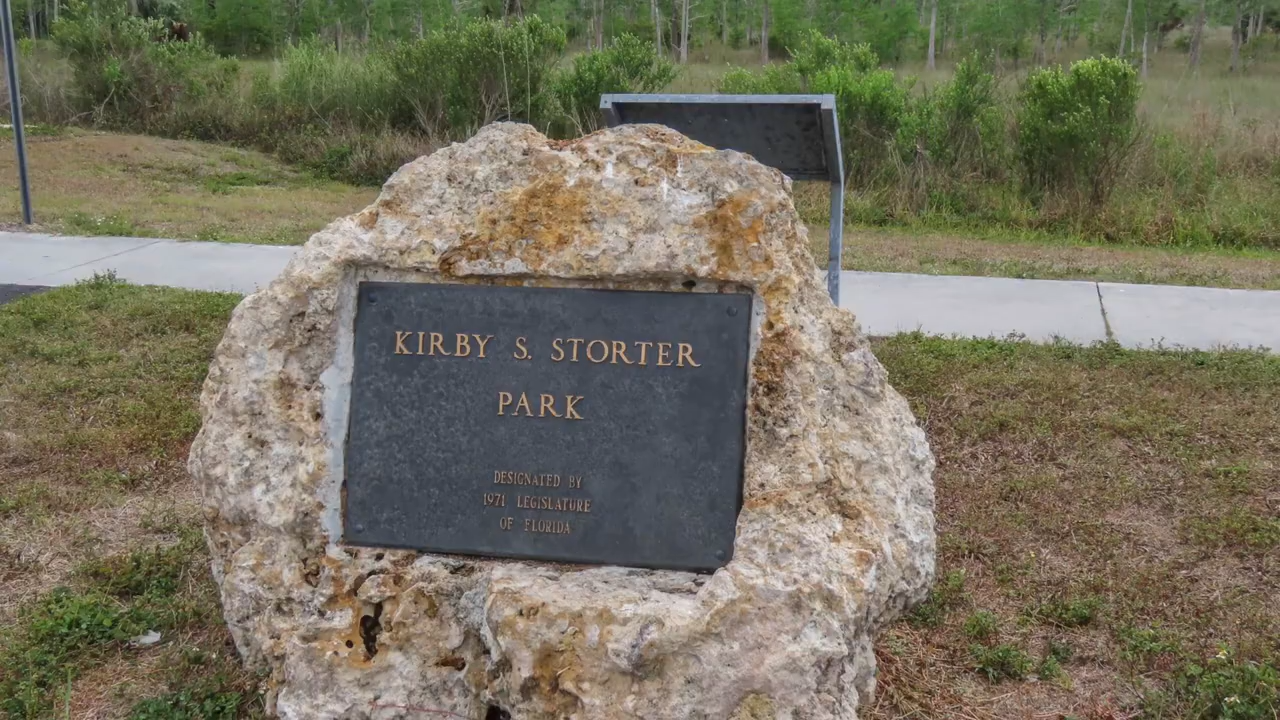 KIRBY S. STORTER
PARK
DESIGNATED BY
1971 LEGISLATURE
OF FLORIDA